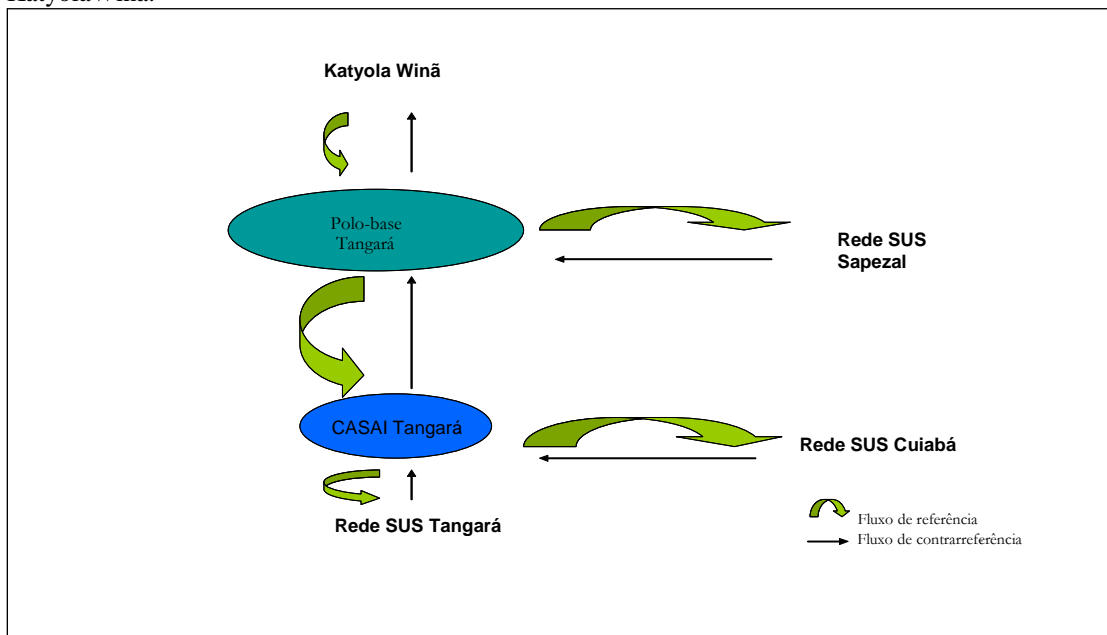 Katyola Winã
Polo-base
Tangará
Rede SUS
Sapezal
CASAI Tangará
Rede SUS Cuiabá
Rede SUS Tangará
Fluxo de referência
Fluxo de contrarreferência